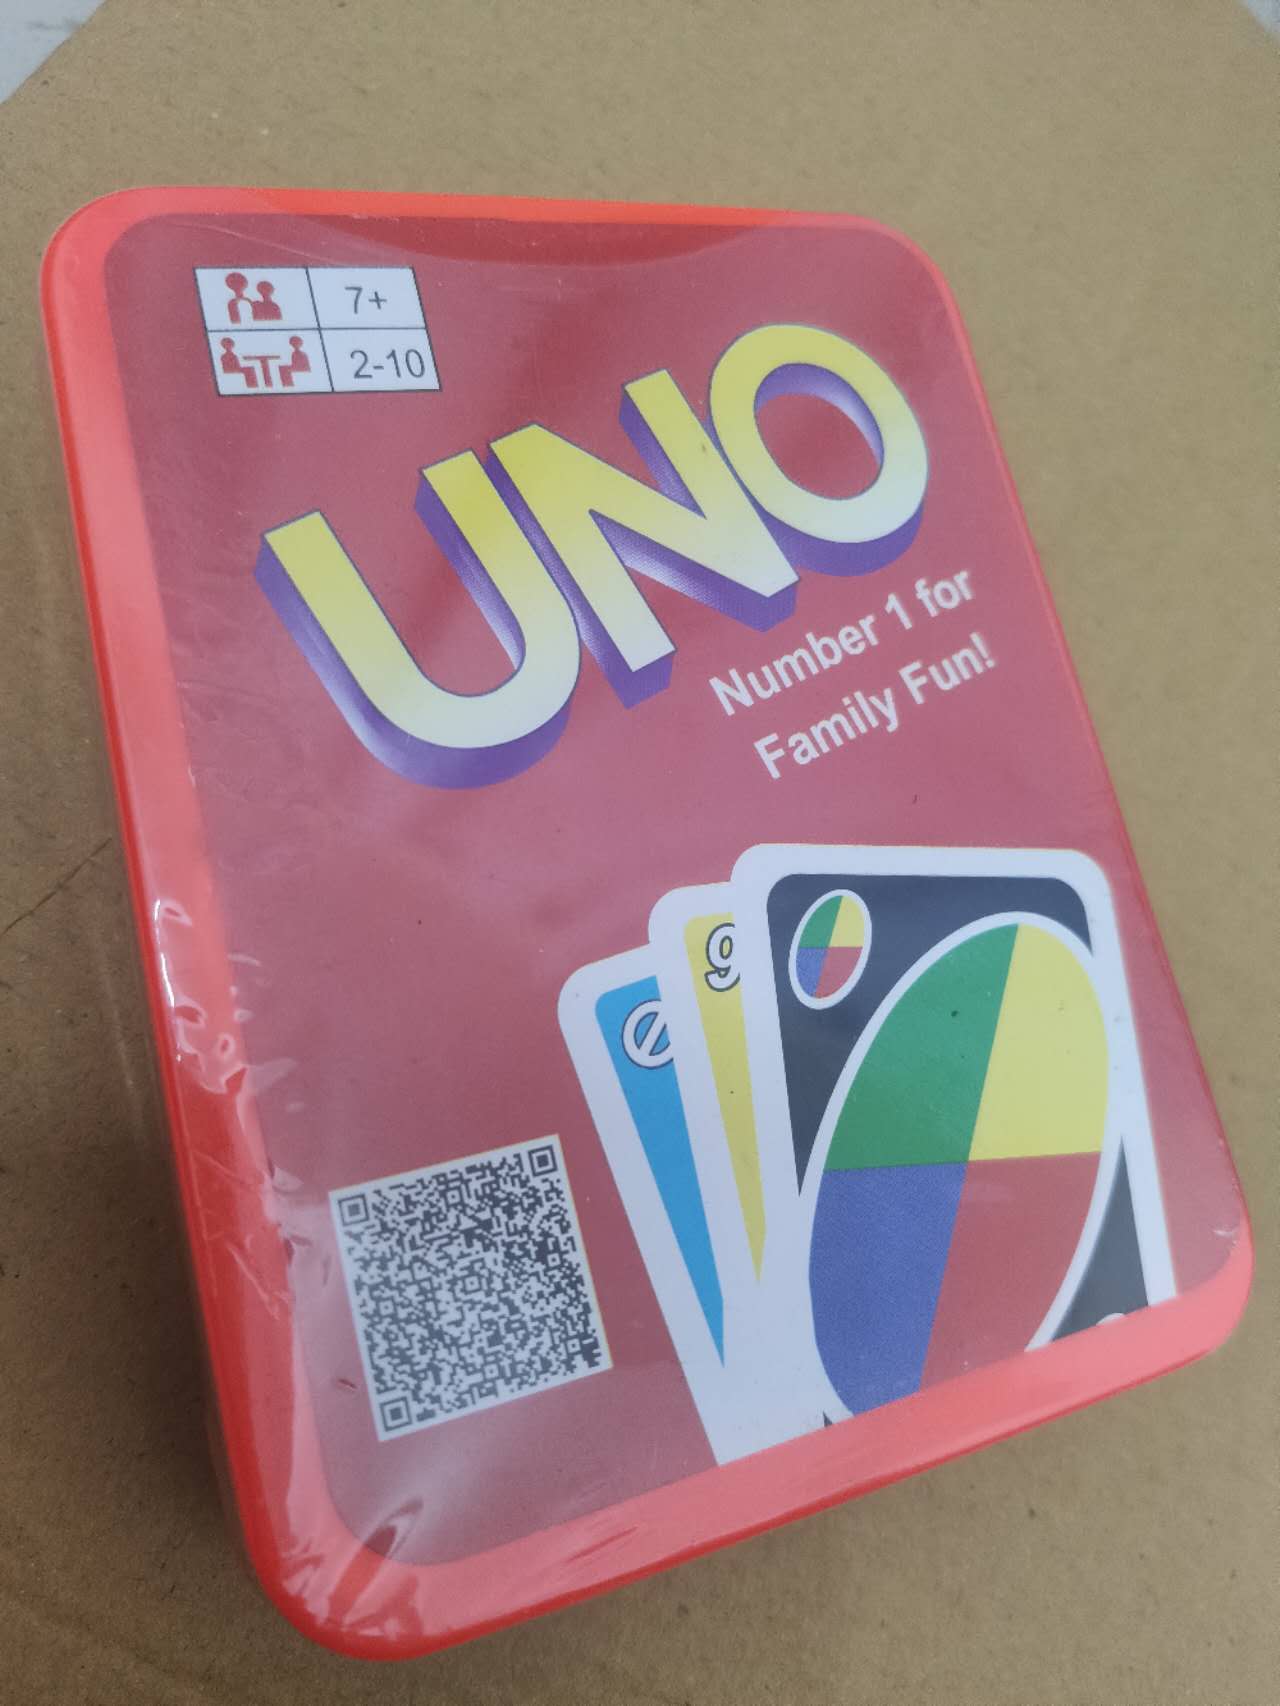 7+
2-10
UNO
Number 1 for
Family Fun!
9